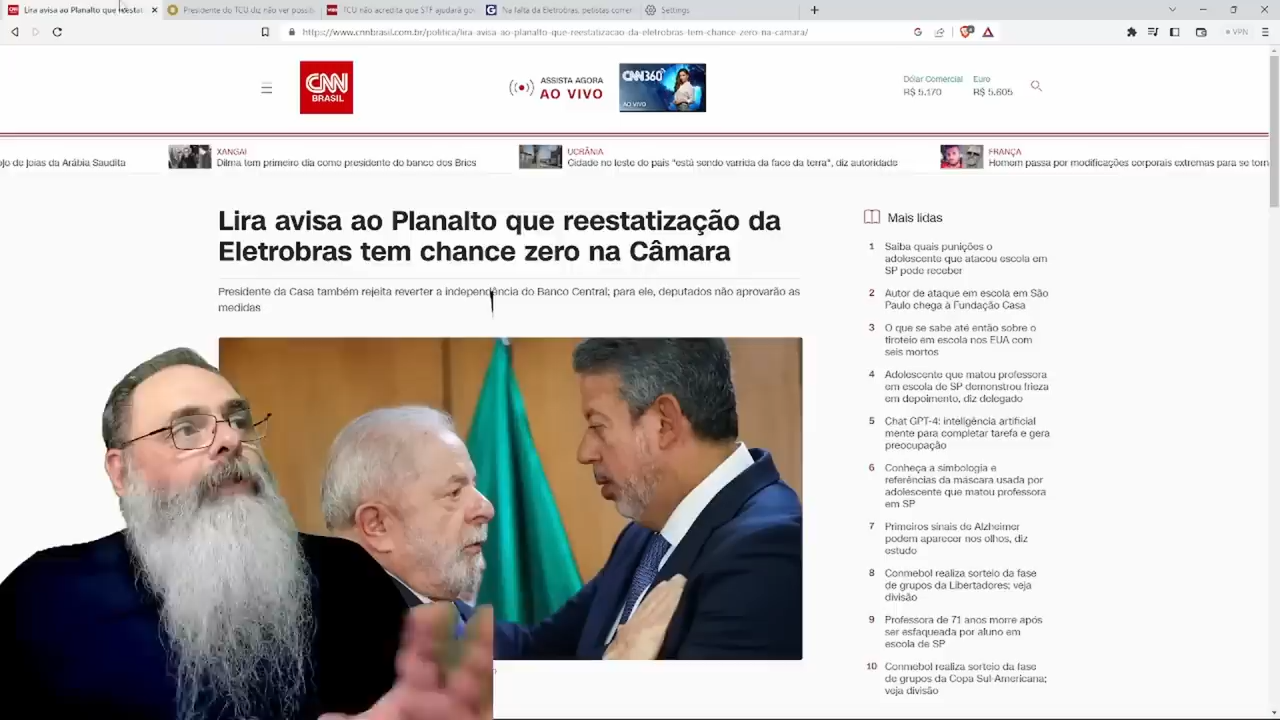 Lira avisa ao Planalto que reestat
Presidente do TCU diz não ver possib
TCU não acredita que STF ajudará gov
Na falta da Eletrobras, petistas comer
Settings
https://www.cnnbrasil.com.br/politica/lira-avisa-ao-planalto-que-reestatizacao-da-eletrobras-tem-chance-zero-na-camara/
VPN
CNN
BRASIL
ASSISTA AGORA
AO VIVO
CNN360°
AO VIVO
Dólar Comercial
R$ 5,170
Euro
R$ 5,605
ojo de joias da Arábia Saudita
XANGAI
Dilma tem primeiro dia como presidente do banco dos Brics
UCRÂNIA
Cidade no leste do país "está sendo varrida da face da terra", diz autoridade
FRANÇA
Homem passa por modificações corporais extremas para se torn
Lira avisa ao Planalto que reestatização da
Eletrobras tem chance zero na Câmara
Presidente da Casa também rejeita reverter a independência do Banco Central; para ele, deputados não aprovarão as
medidas
Mais lidas
1 Saiba quais punições o
adolescente que atacou escola em
SP pode receber
2 Autor de ataque em escola em São
Paulo chega à Fundação Casa
3 O que se sabe até então sobre o
tiroteio em escola nos EUA com
seis mortos
4 Adolescente que matou professora
em escola de SP demonstrou frieza
em depoimento, diz delegado
5 Chat GPT-4: inteligência artificial
mente para completar tarefa e gera
preocupação
6 Conheça a simbologia e
referências da máscara usada por
adolescente que matou professora
em SP
7 Primeiros sinais de Alzheimer
podem aparecer nos olhos, diz
estudo
8 Conmebol realiza sorteio da fase
de grupos da Libertadores; veja
divisão
9 Professora de 71 anos morre após
ser esfaqueada por aluno em
escola de SP
10 Conmebol realiza sorteio da fase
de grupos da Copa Sul-Americana;
veja divisão